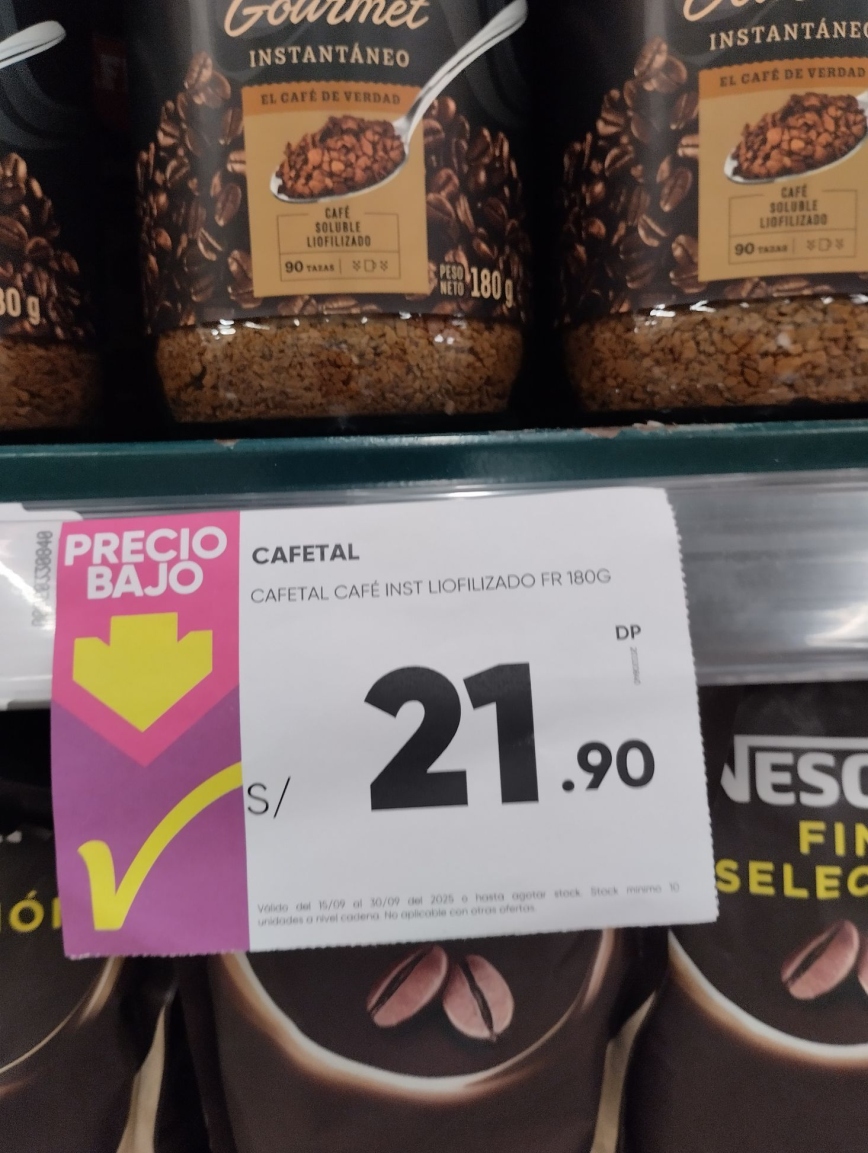 Gourmet
INSTANTÁNEO
EL CAFÉ DE VERDAD
CAFÉ
SOLUBLE
LIOFILIZADO
90 TAZAS
PESO
NETO 180 g
INSTANTÁNEO
EL CAFÉ DE VERDAD
CAFÉ
SOLUBLE
LIOFILIZADO
90 TAZAS
80 g
PRECIO
BAJO
CAFETAL
CAFETAL CAFÉ INST LIOFILIZADO FR 180G
DP
S/ 21.90
Válido del 15/09 al 30/09 del 2025 o hasta agotar stock. Stock mínimo 10
unidades a nivel cadena. No aplicable con otras ofertas.
NESC
FIN
SELEC
IÓN